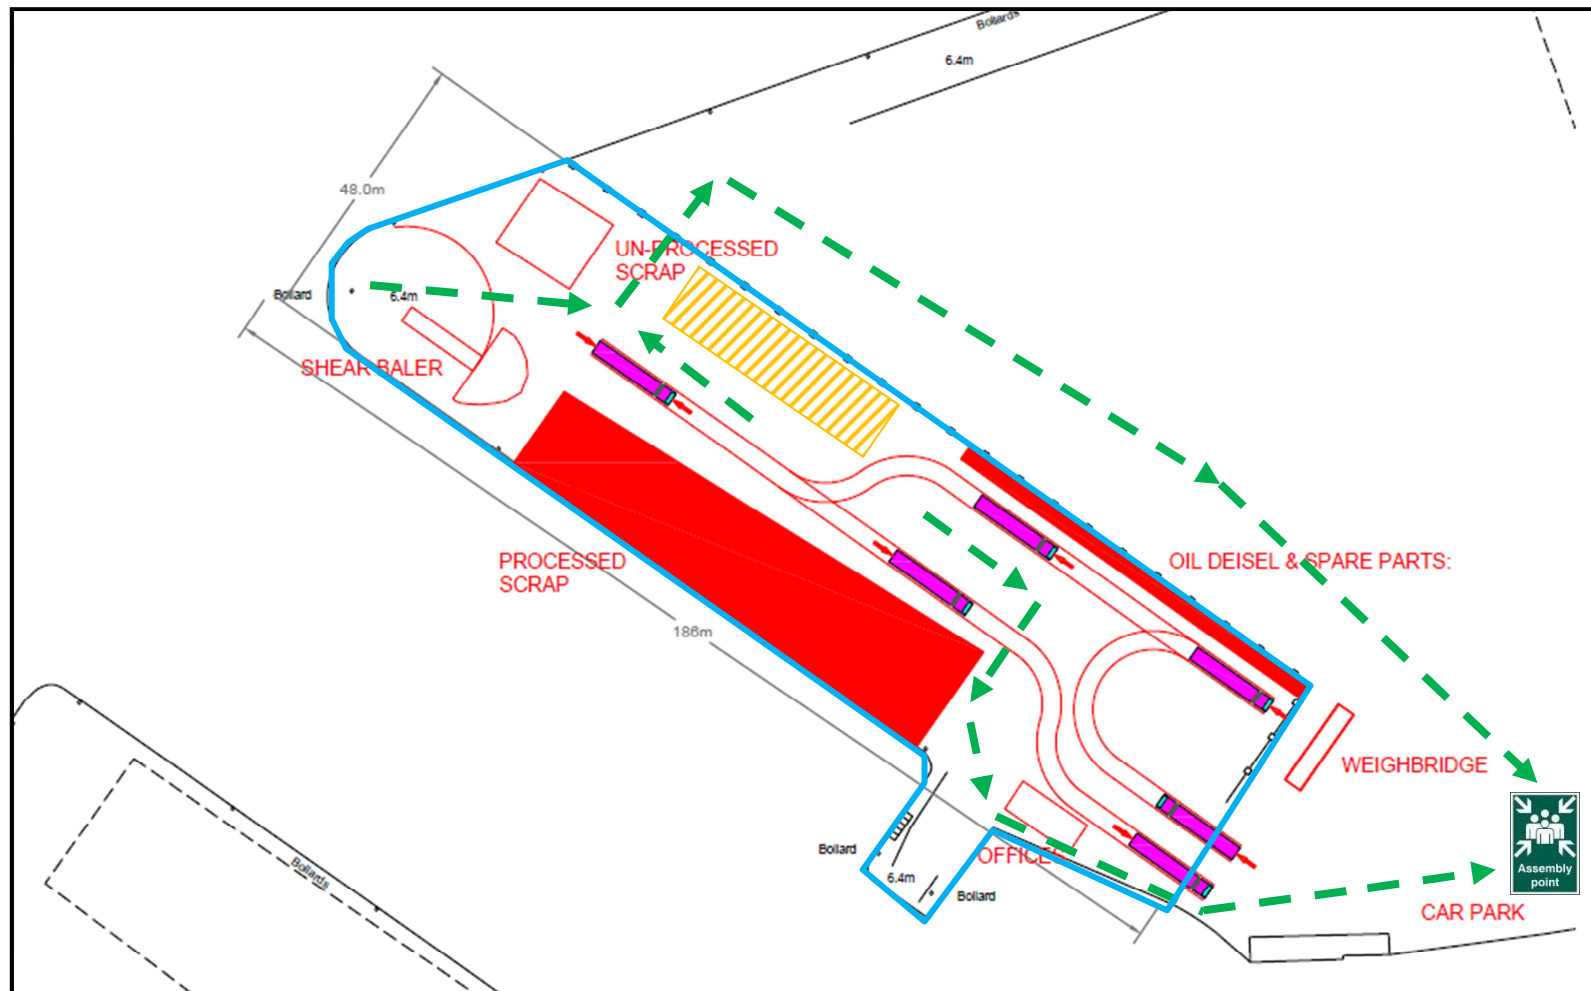 Bollards
6.4m
48.0m
UN-PROCESSED
SCRAP
Bollard
6.4m
SHEAR BALER
PROCESSED
SCRAP
OIL DEISEL & SPARE PARTS:
186m
WEIGHBRIDGE
Assembly
point
Bollard
OFFICES
6.4m
Bollard
CAR PARK
Bollards